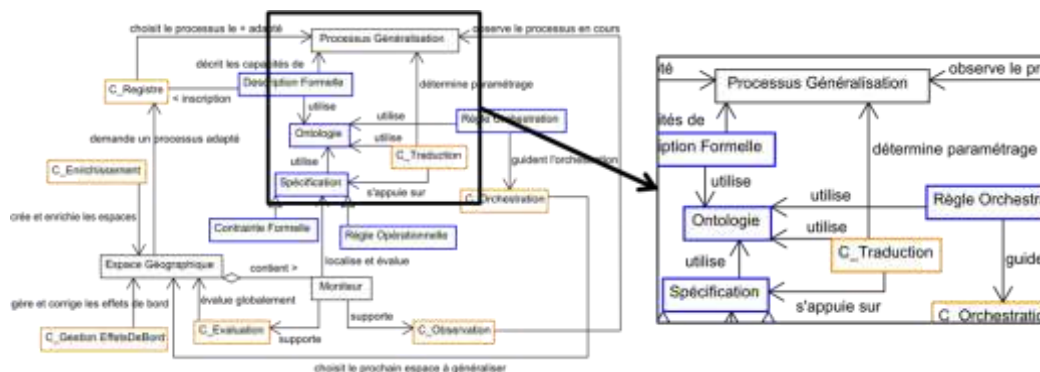 choisit le processus le + adapté
Processus Généralisation
observe le processus en cours
décrit les capacités de
C_Registre
Description Formelle
détermine paramétrage
< inscription
utilise
Règle Orchestration
Ontologie
utilise
demande un processus adapté
utilise
C_Traduction
guident l'orchestration
C_Enrichissement
Spécification
s'appuie sur
C_Orchestration
crée et enrichie les espaces
Contrainte Formelle
Règle Opérationnelle
localise et évalue
Espace Géographique
contient >
Moniteur
gère et corrige les effets de bord
évalue globalement
supporte
C_Gestion EffetsDeBord
C_Evaluation
C_Observation
supporte
choisit le prochain espace à généraliser
té
Processus Généralisation
observe le pr
ités de
iption Formelle
détermine paramétrage
utilise
utilise
Règle Orchestra
Ontologie
utilise
C_Traduction
utilise
guide
Spécification
s'appuie sur
C_Orchestration